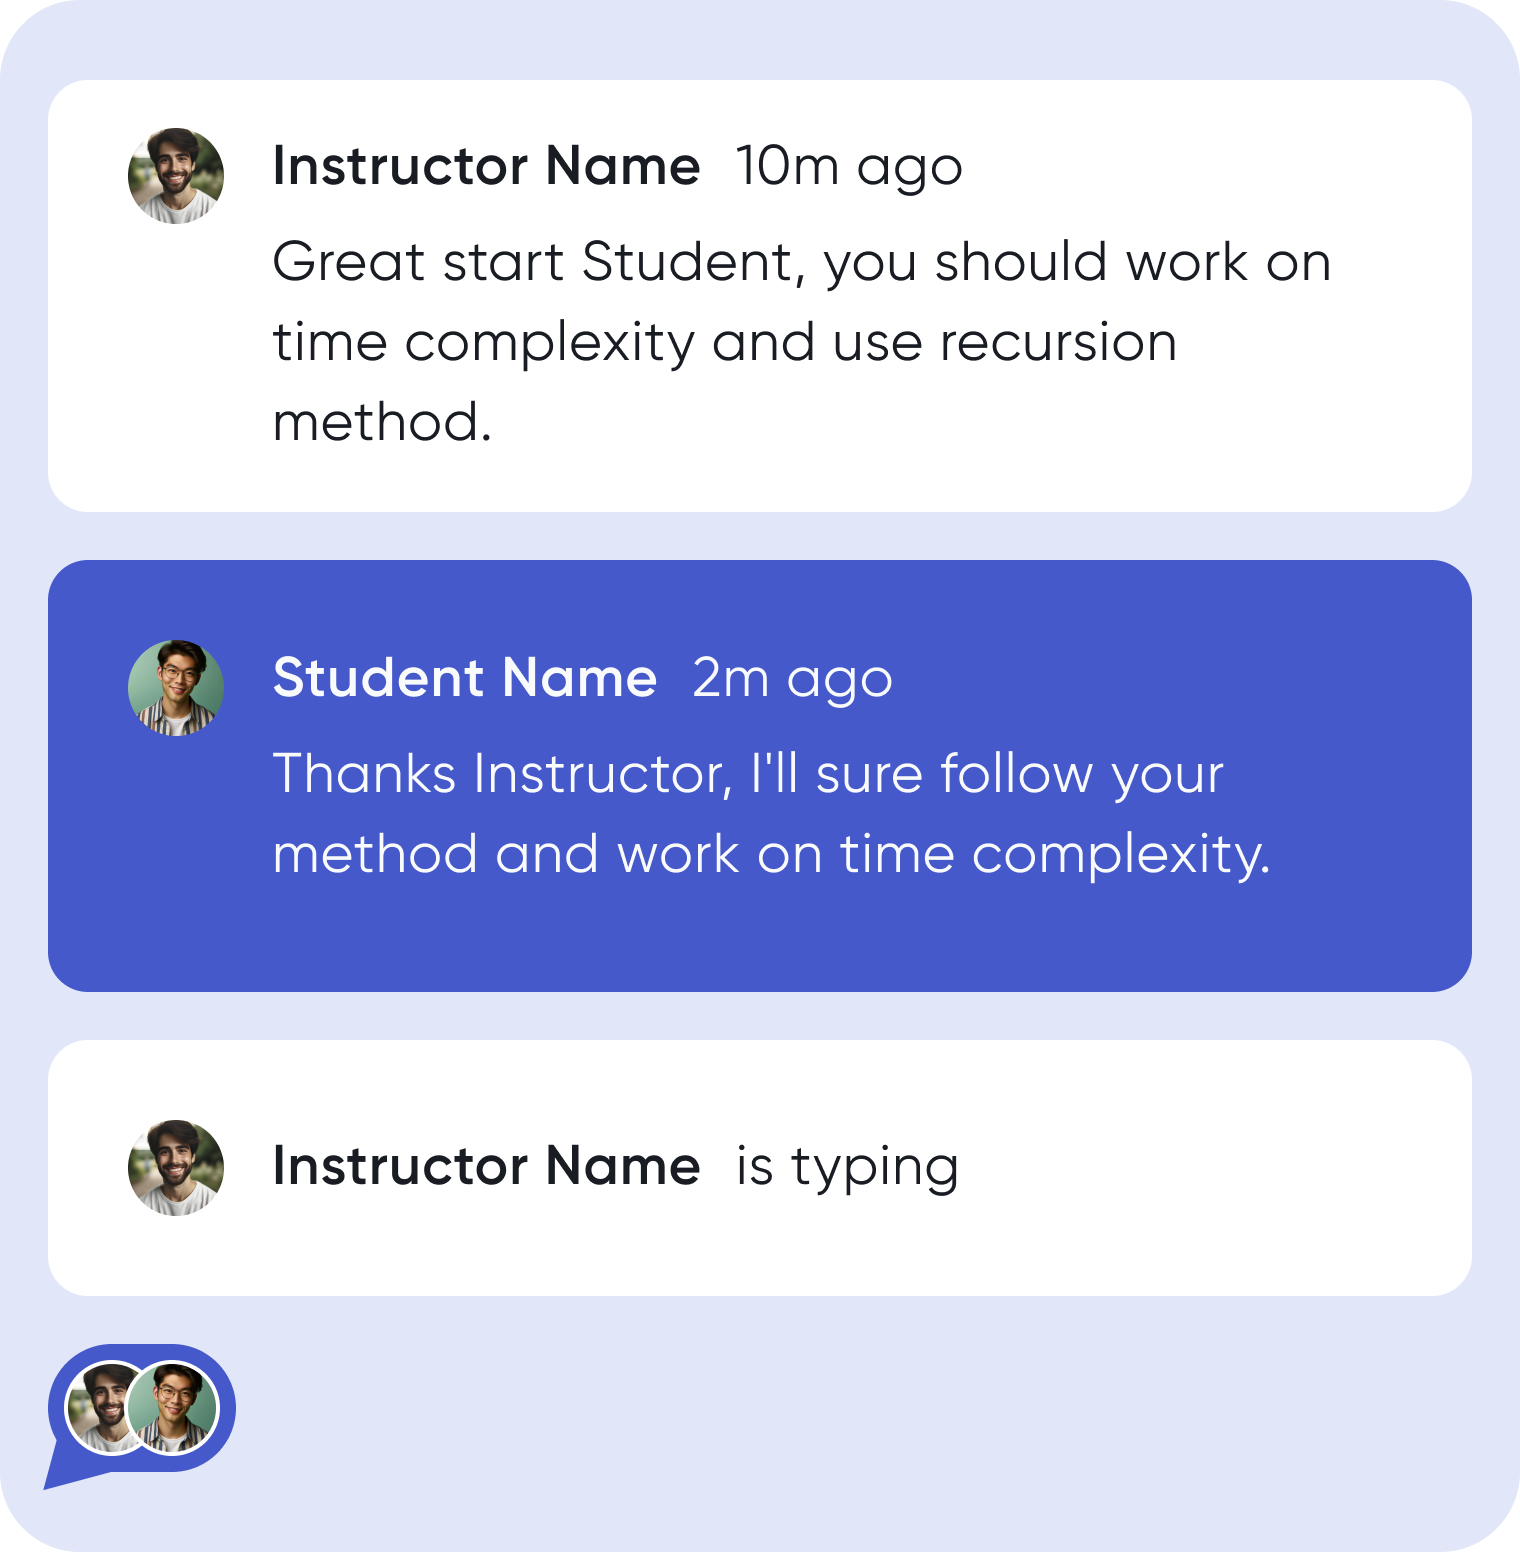 Instructor Name 10m ago
Great start Student, you should work on
time complexity and use recursion
method.
Student Name 2m ago
Thanks Instructor, I'll sure follow your
method and work on time complexity.
Instructor Name is typing